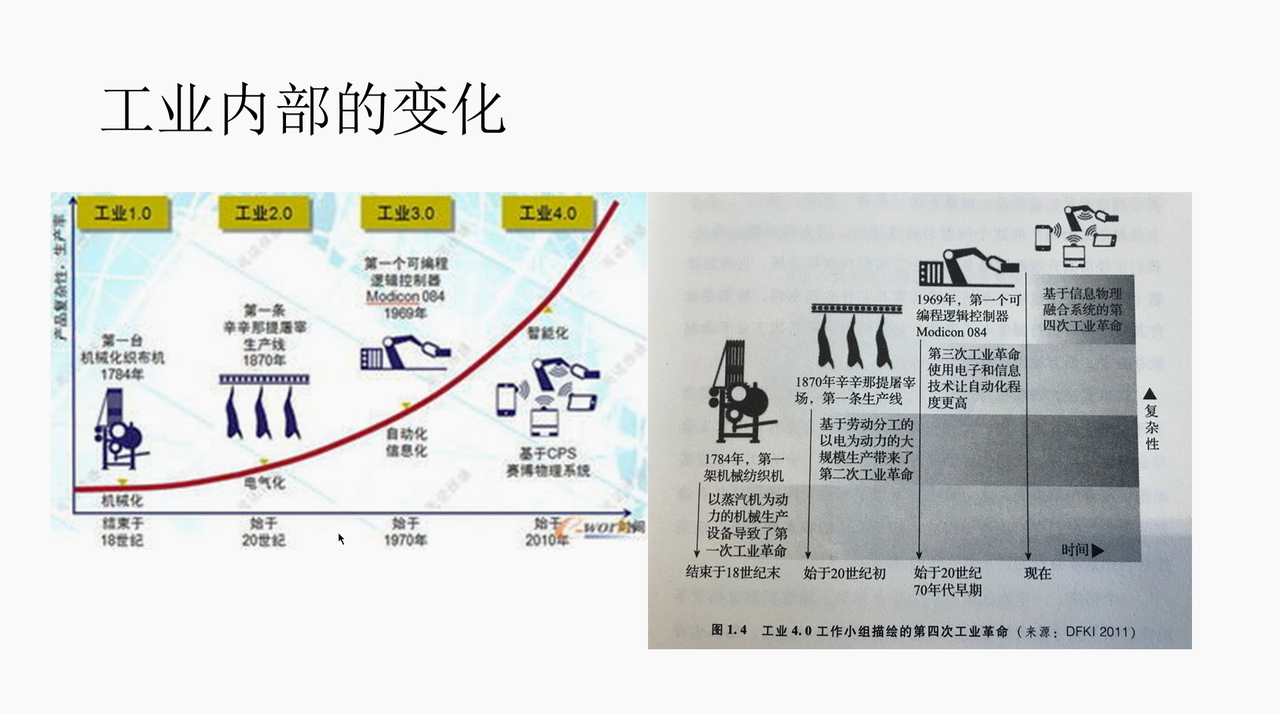 工业内部的变化
工业1.0
工业2.0
工业3.0
工业4.0
产品复杂性，生产率
第一台
机械化织布机
1784年
机械化
结束于
18世纪
第一条
辛辛那提屠宰
生产线
1870年
电气化
始于
20世纪
第一个可编程
逻辑控制器
Modicon 084
1969年
自动化
信息化
始于
1970年
智能化
基于CPS
赛博物理系统
始于
2010年
时间
1784年，第一
架机械纺织机
以蒸汽机为动
力的机械生产
设备导致了第
一次工业革命
结束于18世纪末
1870年辛辛那提屠宰
场，第一条生产线
基于劳动分工的
以电为动力的大
规模生产带来了
第二次工业革命
始于20世纪初
1969年，第一个可
编程逻辑控制器
Modicon 084
第三次工业革命
使用电子和信息
技术让自动化程
度更高
始于20世纪
70年代早期
基于信息物理
融合系统的第
四次工业革命
现在
时间▶
▲复杂性
图1.4 工业4.0工作小组描绘的第四次工业革命（来源：DFKI 2011）